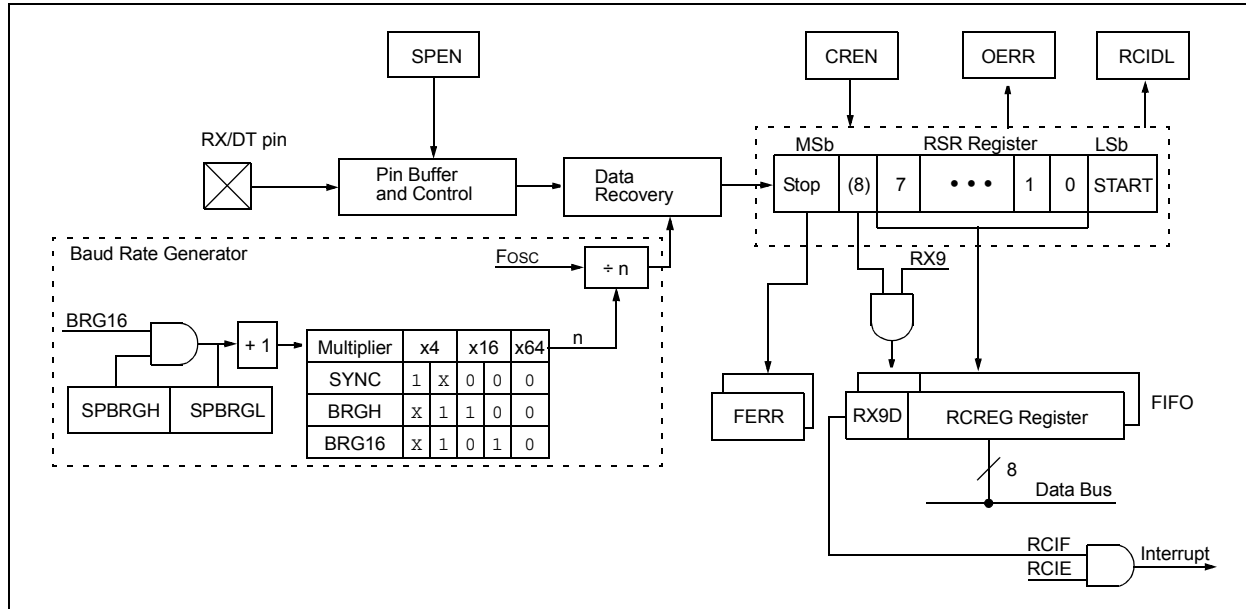 SPEN
CREN
OERR
RCIDL
RX/DT pin
Pin Buffer
and Control
Data
Recovery
MSb
RSR Register
LSb
Stop (8) 7 • • • 1 0 START
Baud Rate Generator
FOSC
÷ n
RX9
BRG16
+ 1
n
Multiplier x4 x16 x64
SYNC 1 X 0 0 0
BRGH X 1 1 0 0
BRG16 X 1 0 1 0
SPBRGH SPBRGL
FERR
RX9D
RCREG Register
FIFO
8
Data Bus
RCIF
RCIE
Interrupt